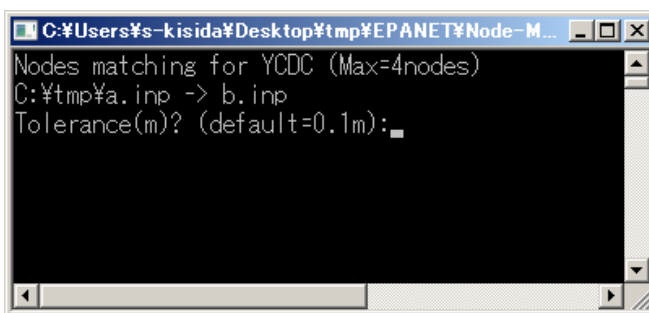 C:¥Users¥s-kisida¥Desktop¥tmp¥EPANET¥Node-M...
Nodes matching for YCDC (Max=4nodes)
C:¥tmp¥a.inp -> b.inp
Tolerance(m)? (default=0.1m):